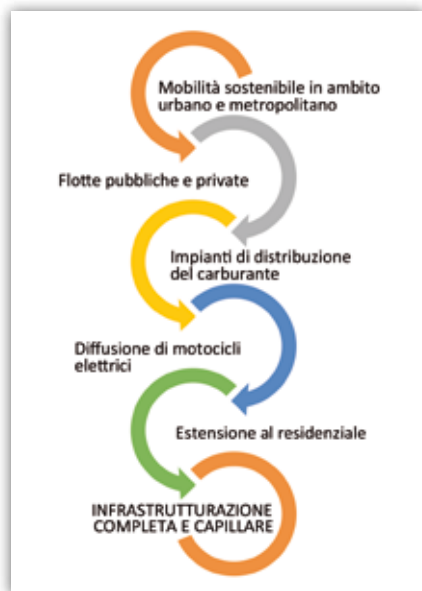 Mobilità sostenibile in ambito
urbano e metropolitano
Flotte pubbliche e private
Impianti di distribuzione
del carburante
Diffusione di motocicli
elettrici
Estensione al residenziale
INFRASTRUTTURAZIONE
COMPLETA E CAPILLARE